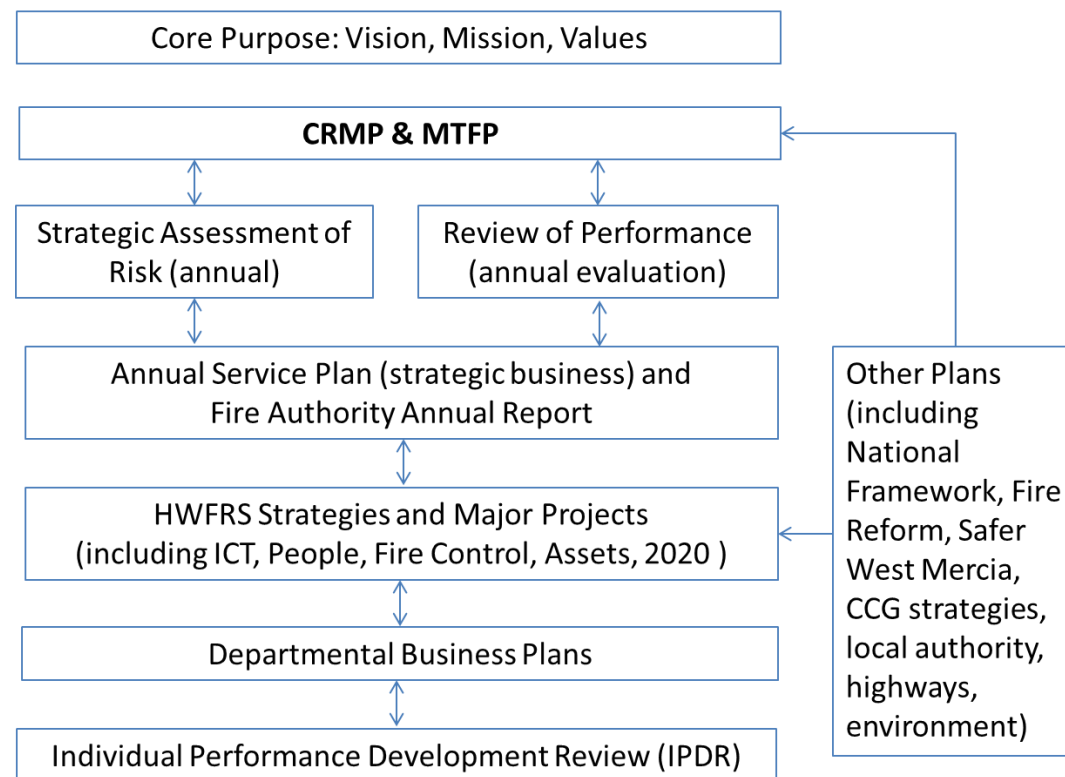 Core Purpose: Vision, Mission, Values
CRMP & MTFP
Strategic Assessment of
Risk (annual)
Review of Performance
(annual evaluation)
Annual Service Plan (strategic business) and
Fire Authority Annual Report
HWFRS Strategies and Major Projects
(including ICT, People, Fire Control, Assets, 2020 )
Departmental Business Plans
Individual Performance Development Review (IPDR)
Other Plans
(including
National
Framework, Fire
Reform, Safer
West Mercia,
CCG strategies,
local authority,
highways,
environment)